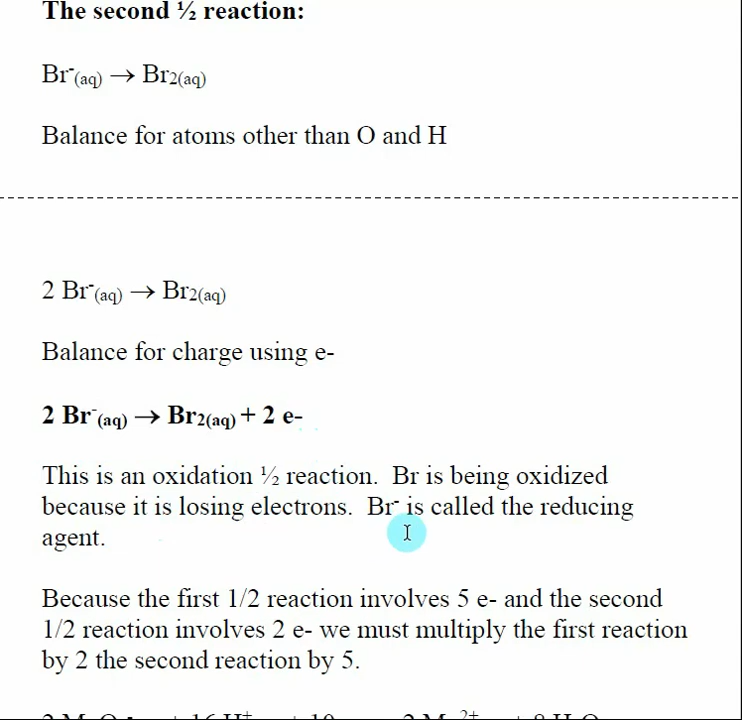 The second ½ reaction:
Br⁻(aq) → Br2(aq)
Balance for atoms other than O and H
2 Br⁻(aq) → Br2(aq)
Balance for charge using e-
2 Br⁻(aq) → Br2(aq) + 2 e-
This is an oxidation ½ reaction. Br is being oxidized
because it is losing electrons. Br⁻ is called the reducing
agent.
Because the first 1/2 reaction involves 5 e- and the second
1/2 reaction involves 2 e- we must multiply the first reaction
by 2 the second reaction by 5.